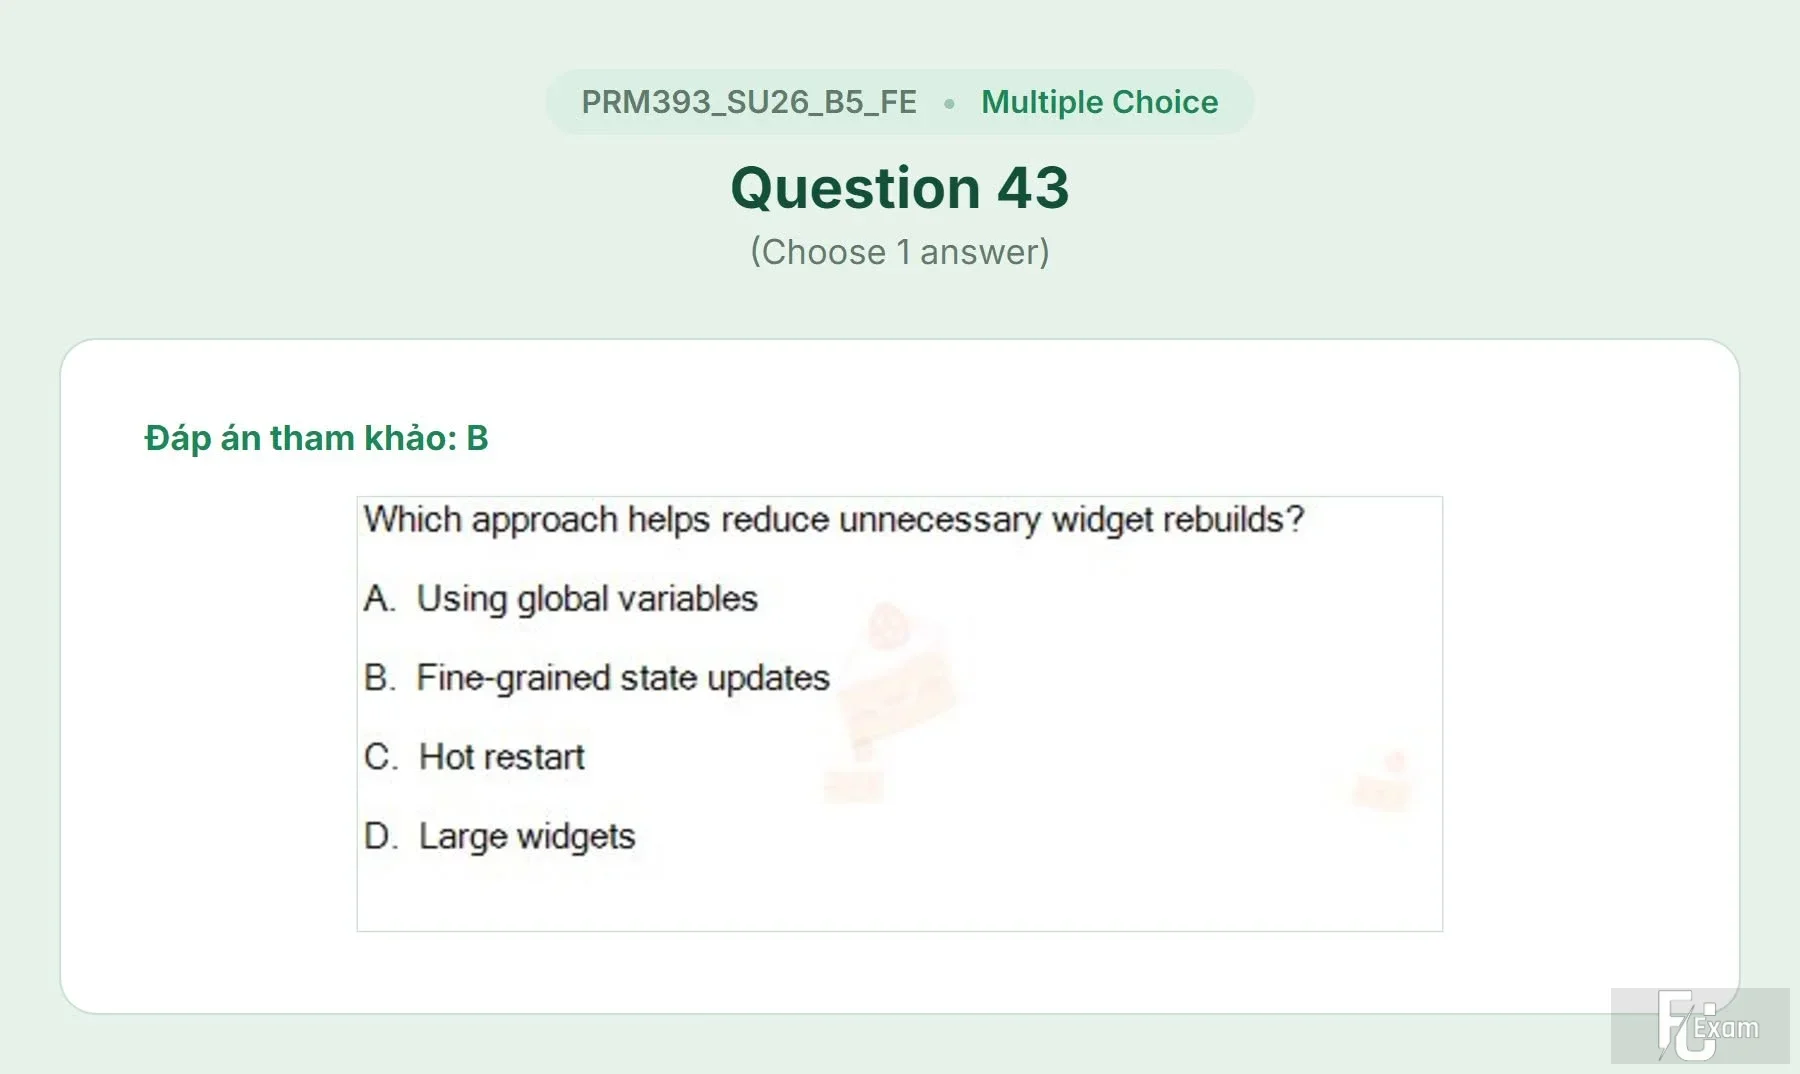 PRM393_SU26_B5_FE • Multiple Choice
Question 43
(Choose 1 answer)
Đáp án tham khảo: B
Which approach helps reduce unnecessary widget rebuilds?
A. Using global variables
B. Fine-grained state updates
C. Hot restart
D. Large widgets
FU Exam